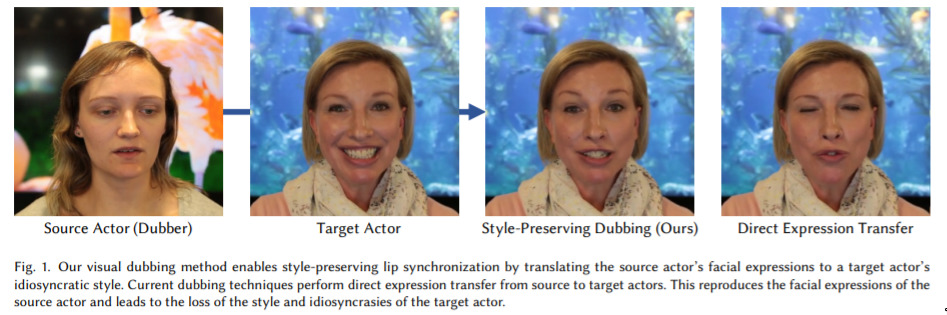 Source Actor (Dubber)
Target Actor
Style-Preserving Dubbing (Ours)
Direct Expression Transfer
Fig. 1. Our visual dubbing method enables style-preserving lip synchronization by translating the source actor's facial expressions to a target actor's
idiosyncratic style. Current dubbing techniques perform direct expression transfer from source to target actors. This reproduces the facial expressions of the
source actor and leads to the loss of the style and idiosyncrasies of the target actor.